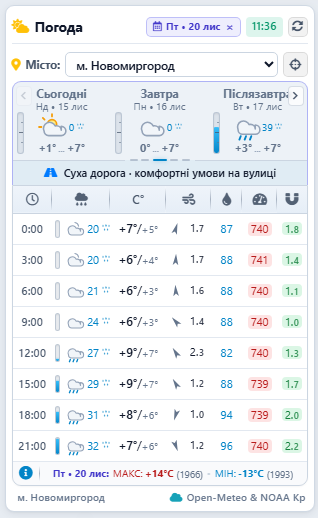 Погода
Пт • 20 лис ×
11:36
Місто:
м. Новомиргород
Сьогодні
Нд • 15 лис
0
+1° ... +7°
Завтра
Пн • 16 лис
0
0° ... +7°
Післязавтра
Вт • 17 лис
39
+3° ... +7°
Суха дорога · комфортні умови на вулиці
C°
0:00 20 +7°/+5° 1.7 87 740 1.8
3:00 20 +6°/+4° 1.7 88 741 1.4
6:00 21 +6°/+3° 1.6 88 740 1.1
9:00 24 +6°/+3° 1.4 88 740 1.0
12:00 27 +9°/+7° 2.3 82 740 1.3
15:00 29 +9°/+7° 1.2 88 739 1.7
18:00 31 +8°/+6° 1.0 94 739 2.0
21:00 32 +7°/+6° 1.2 96 740 2.2
Пт • 20 лис: МАКС: +14°C (1966) · МІН: -13°C (1993)
м. Новомиргород
Open-Meteo & NOAA Kp